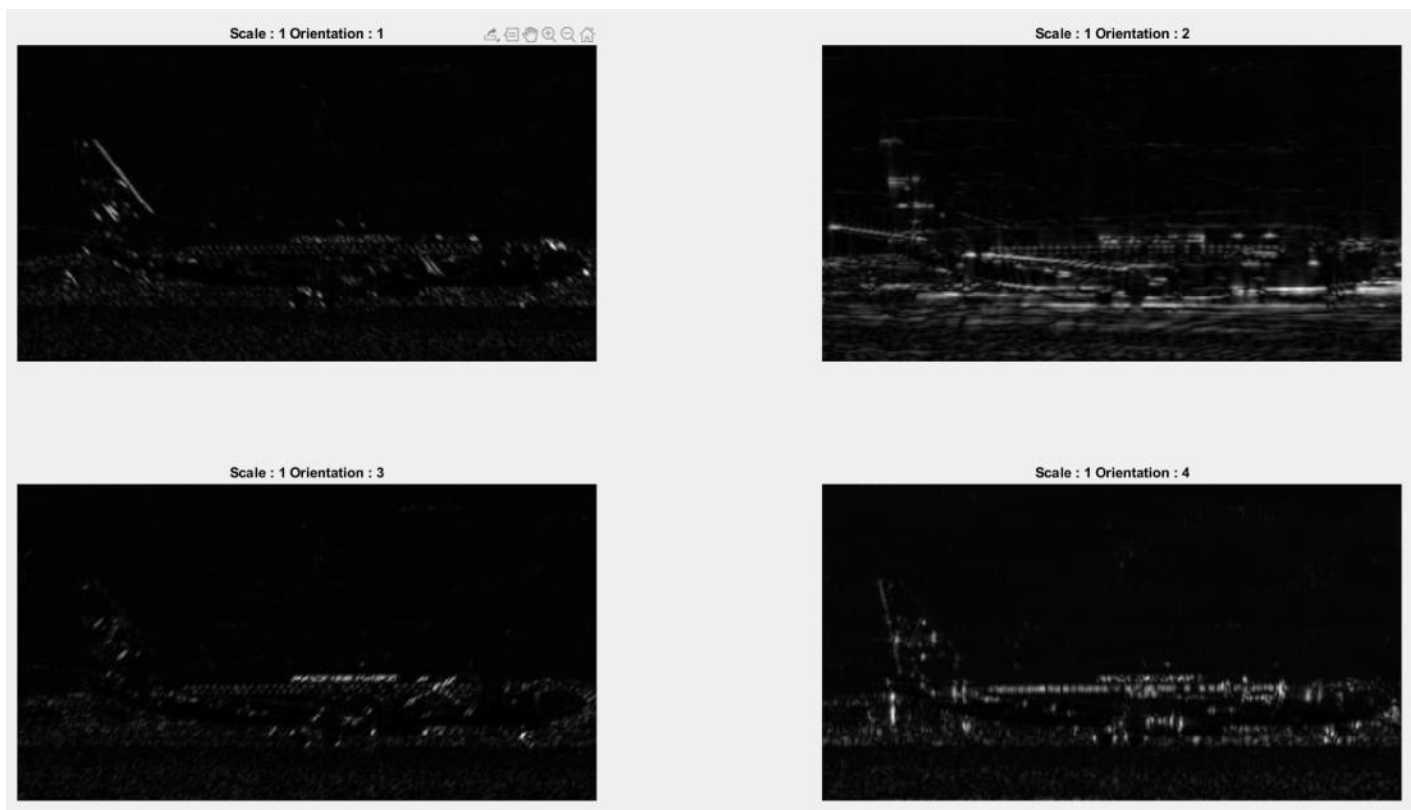 Scale : 1 Orientation : 1
Scale : 1 Orientation : 2
Scale : 1 Orientation : 3
Scale : 1 Orientation : 4